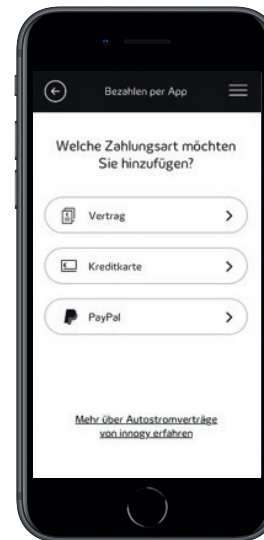 Bezahlen per App
Welche Zahlungsart möchten
Sie hinzufügen?
Vertrag
Kreditkarte
PayPal
Mehr über Autostromverträge
von innogy erfahren